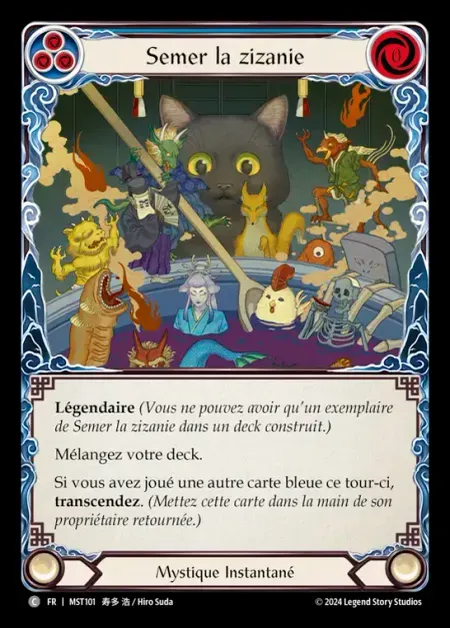 Semer la zizanie
0
Légendaire (Vous ne pouvez avoir qu'un exemplaire
de Semer la zizanie dans un deck construit.)
Mélangez votre deck.
Si vous avez joué une autre carte bleue ce tour-ci,
transcendez. (Mettez cette carte dans la main de son
propriétaire retournée.)
Mystique Instantané
C FR | MST101 寿多 浩 / Hiro Suda © 2024 Legend Story Studios